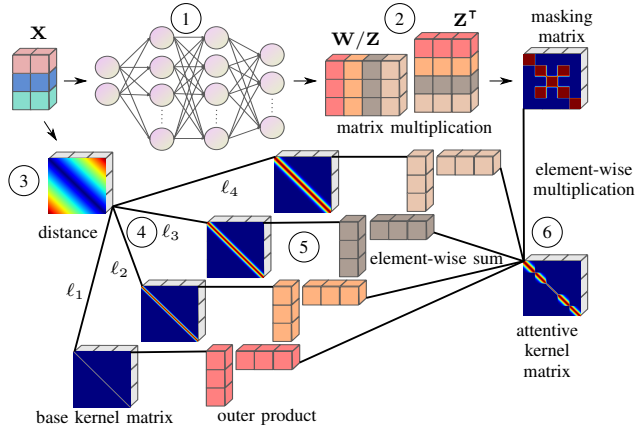 X
1
W/Z
2
Z⊤
masking
matrix
matrix multiplication
3
distance
ℓ4
element-wise
multiplication
4
ℓ3
5
6
element-wise sum
ℓ2
ℓ1
attentive
kernel
matrix
base kernel matrix
outer product